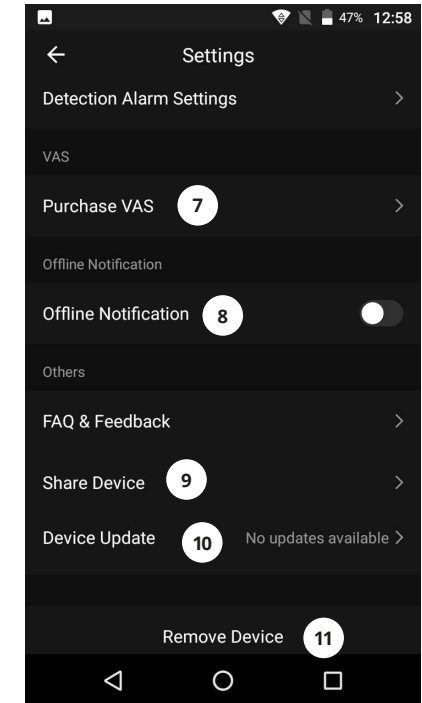 47% 12:58
Settings
Detection Alarm Settings
VAS
Purchase VAS 7
Offline Notification
Offline Notification 8
Others
FAQ & Feedback
Share Device 9
Device Update 10 No updates available
Remove Device 11